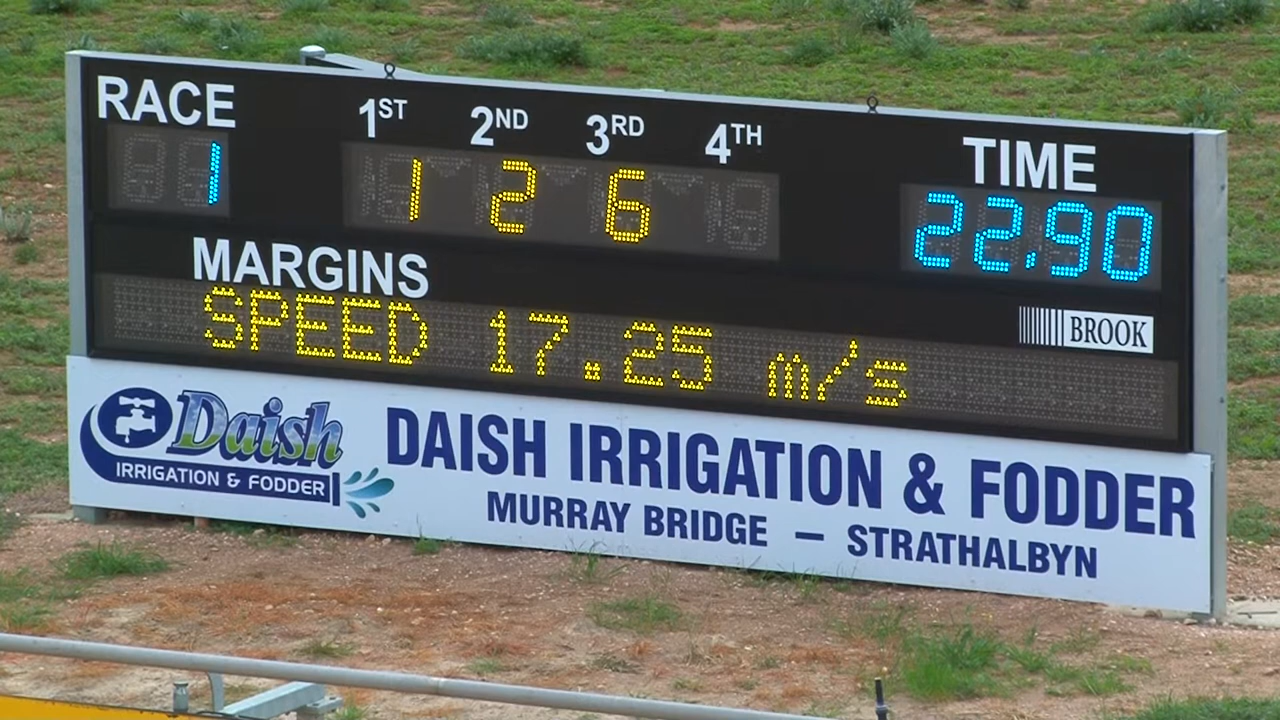 RACE 1ST 2ND 3RD 4TH TIME
1 1 2 6 22.90
MARGINS
BROOK
SPEED 17.25 m/s
Daish
IRRIGATION & FODDER
DAISH IRRIGATION & FODDER
MURRAY BRIDGE – STRATHALBYN